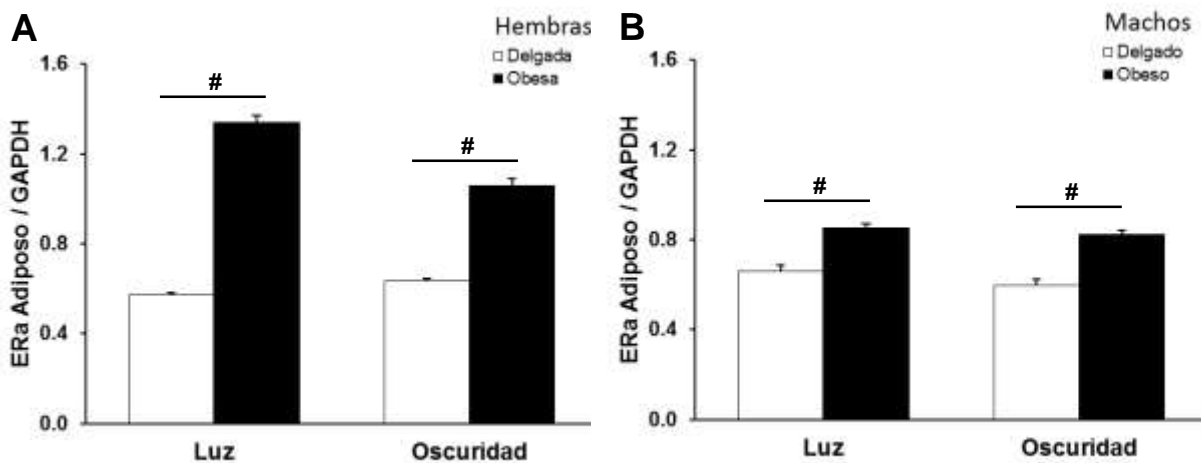 A
Hembras
Delgada
Obesa
ERa Adiposo / GAPDH
1.6
1.2
0.8
0.4
0.0
#
#
Luz
Oscuridad
B
Machos
Delgado
Obeso
ERa Adiposo / GAPDH
1.6
1.2
0.8
0.4
0.0
#
#
Luz
Oscuridad